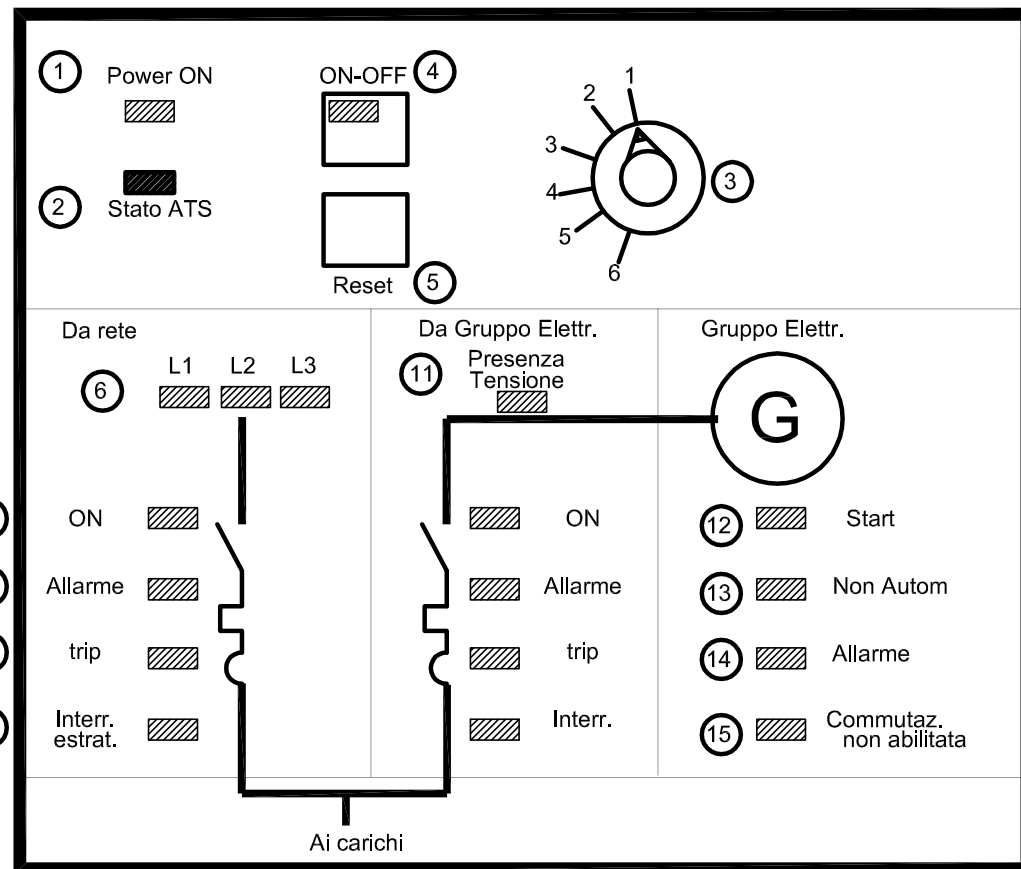 1
Power ON
ON-OFF
4
1
2
3
4
5
6
3
2
Stato ATS
Reset
5
Da rete
Da Gruppo Elettr.
Gruppo Elettr.
6
L1
L2
L3
11
Presenza
Tensione
G
ON
ON
12
Start
Allarme
Allarme
13
Non Autom
trip
trip
14
Allarme
Interr.
estrat.
Interr.
15
Commutaz.
non abilitata
Ai carichi